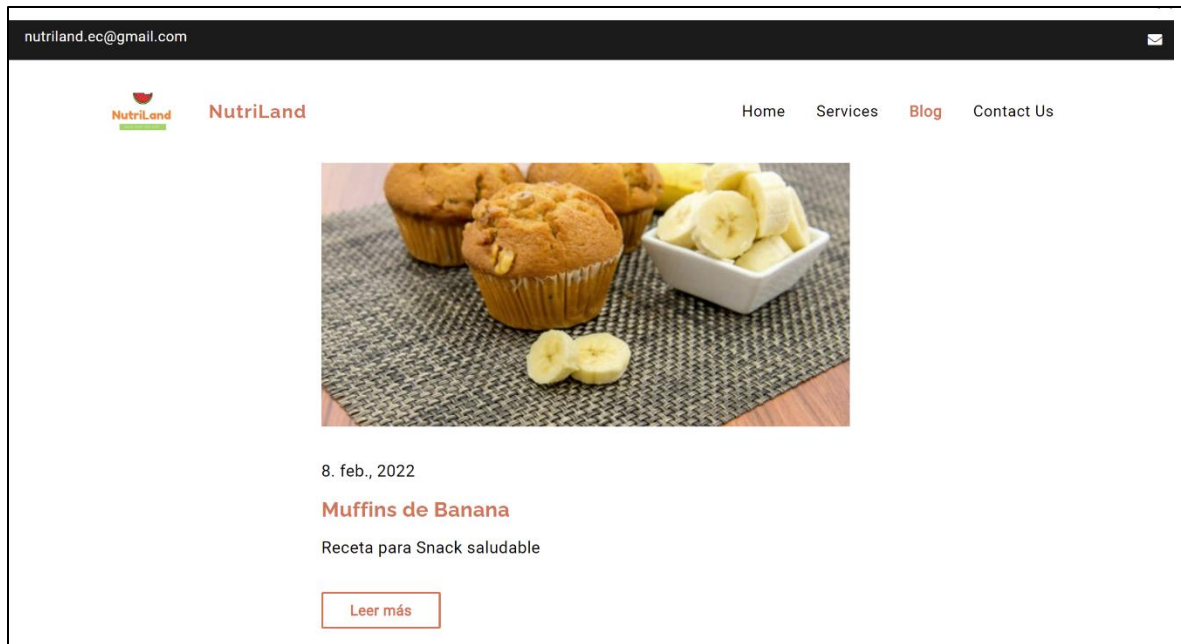 nutriland.ec@gmail.com
NutriLand
NutriLand
Home Services Blog Contact Us
8. feb., 2022
Muffins de Banana
Receta para Snack saludable
Leer más